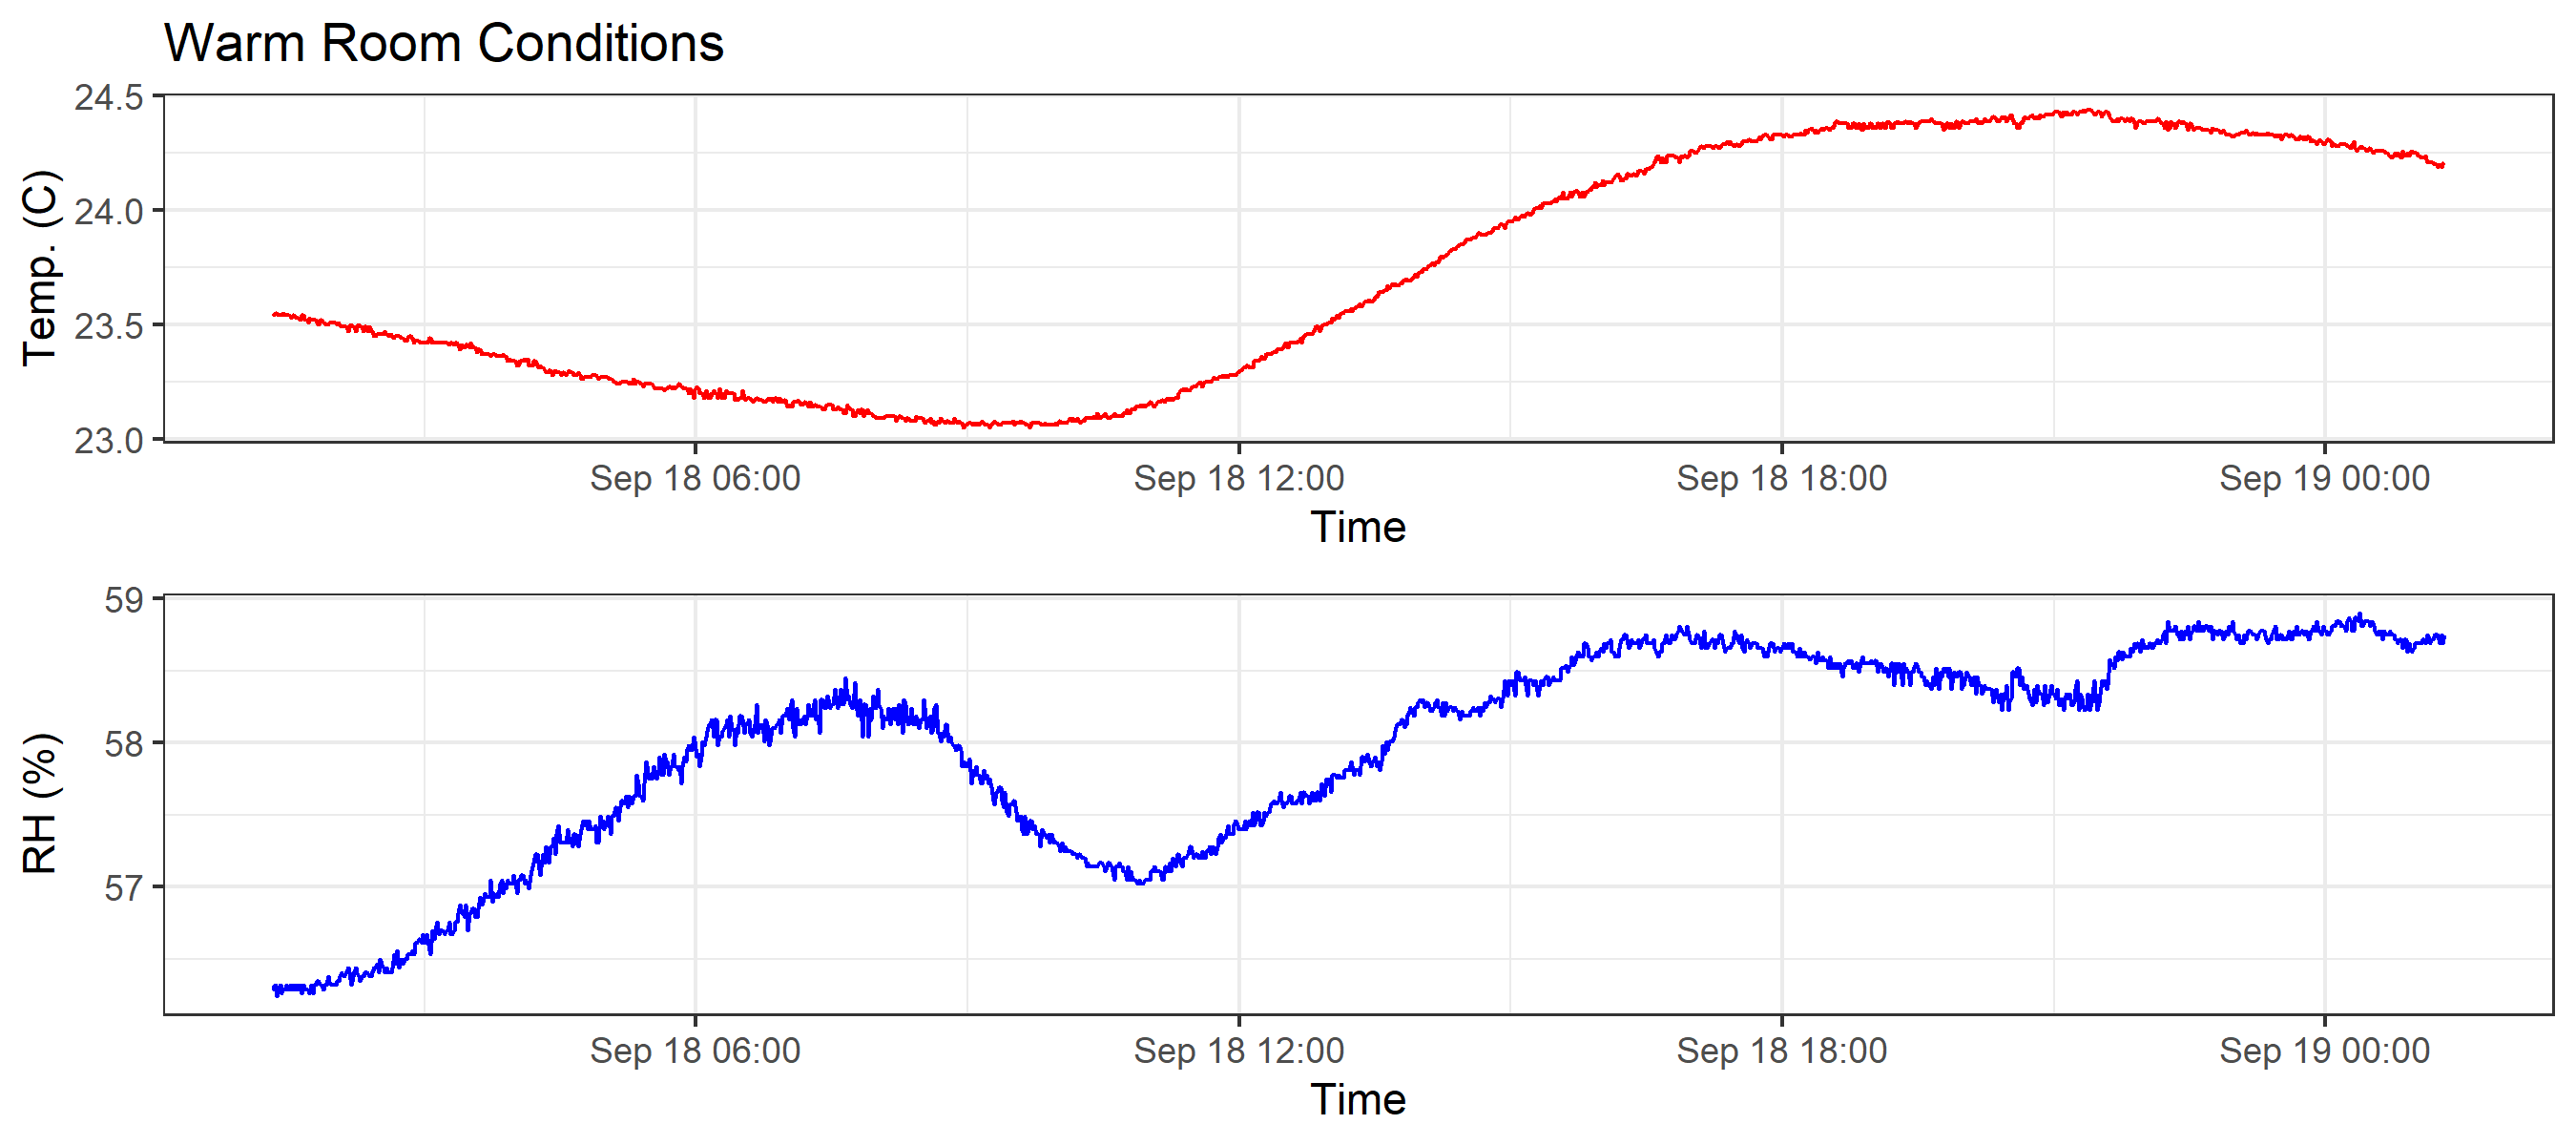 Warm Room Conditions
Temp. (C)
24.5
24.0
23.5
23.0
Sep 18 06:00 Sep 18 12:00 Sep 18 18:00 Sep 19 00:00
Time
RH (%)
59
58
57
Sep 18 06:00 Sep 18 12:00 Sep 18 18:00 Sep 19 00:00
Time